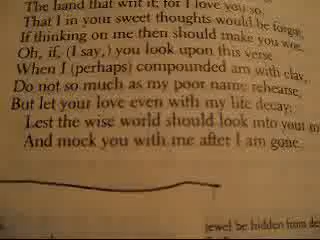 The hand that writ it; for I love you so,
That I in your sweet thoughts would be forgot,
If thinking on me then should make you woe.
Oh, if, (I say,) you look upon this verse
When I (perhaps) compounded am with clay,
Do not so much as my poor name rehearse,
But let your love even with my life decay:
Lest the wise world should look into your
And mock you with me after I am gone.
jewel be hidden from